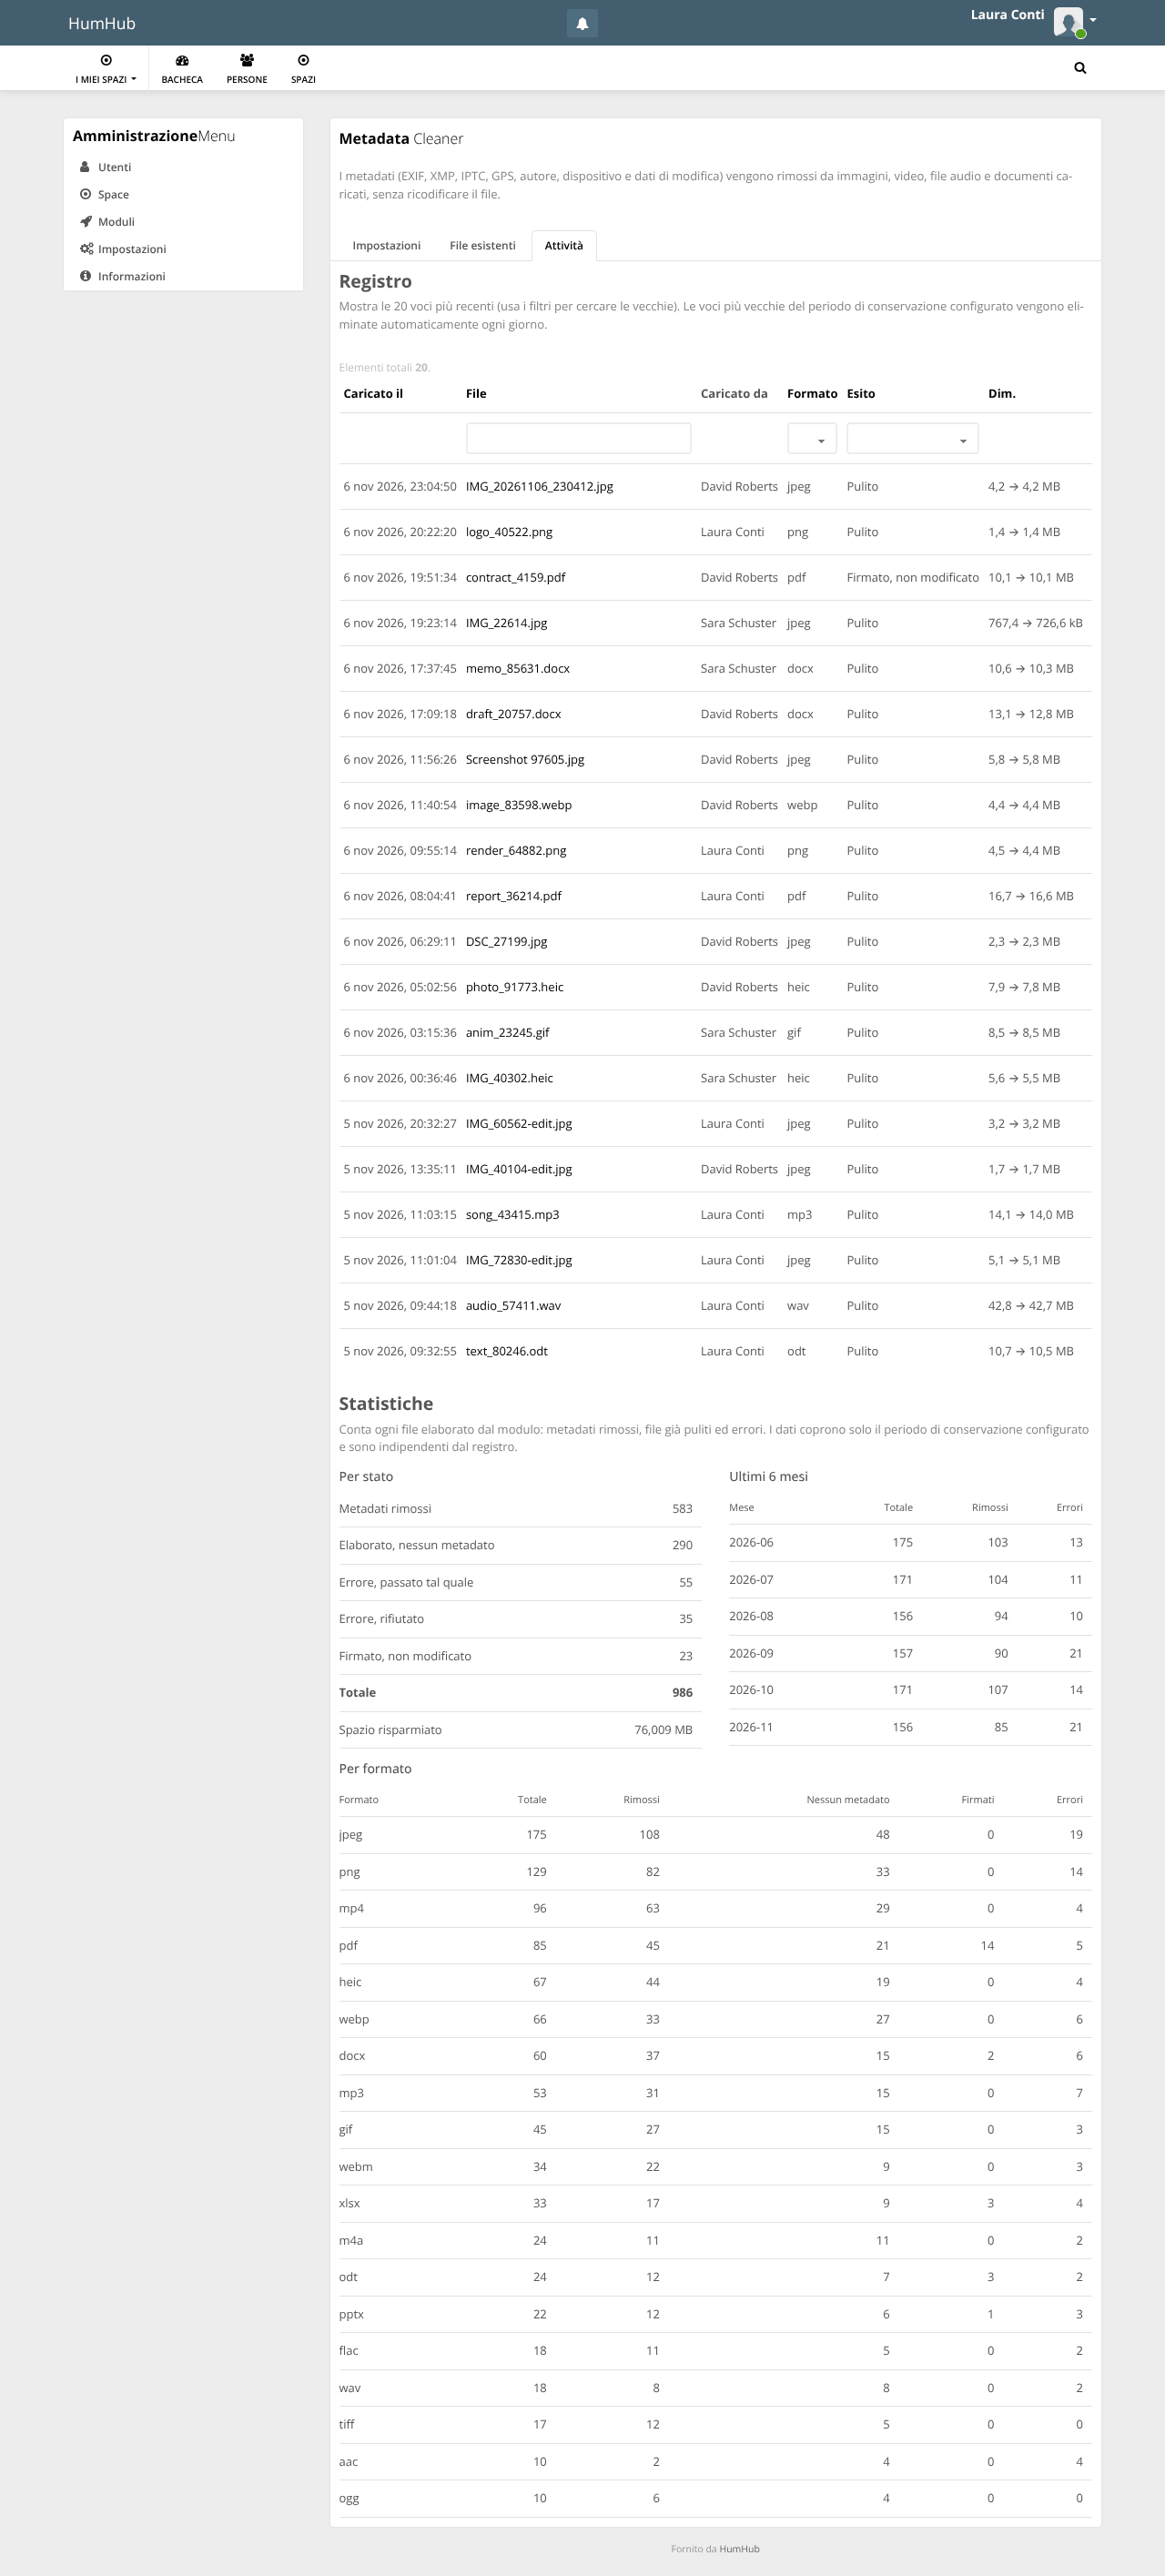 HumHub
Laura Conti
I MIEI SPAZI
BACHECA
PERSONE
SPAZI
AmministrazioneMenu
Utenti
Space
Moduli
Impostazioni
Informazioni
Metadata Cleaner
I metadati (EXIF, XMP, IPTC, GPS, autore, dispositivo e dati di modifica) vengono rimossi da immagini, video, file audio e documenti ca-
ricati, senza ricodificare il file.
Impostazioni
File esistenti
Attività
Registro
Mostra le 20 voci più recenti (usa i filtri per cercare le vecchie). Le voci più vecchie del periodo di conservazione configurato vengono eli-
minate automaticamente ogni giorno.
Elementi totali 20.
Caricato il File Caricato da Formato Esito Dim.
6 nov 2026, 23:04:50 IMG_20261106_230412.jpg David Roberts jpeg Pulito 4,2 → 4,2 MB
6 nov 2026, 20:22:20 logo_40522.png Laura Conti png Pulito 1,4 → 1,4 MB
6 nov 2026, 19:51:34 contract_4159.pdf David Roberts pdf Firmato, non modificato 10,1 → 10,1 MB
6 nov 2026, 19:23:14 IMG_22614.jpg Sara Schuster jpeg Pulito 767,4 → 726,6 kB
6 nov 2026, 17:37:45 memo_85631.docx Sara Schuster docx Pulito 10,6 → 10,3 MB
6 nov 2026, 17:09:18 draft_20757.docx David Roberts docx Pulito 13,1 → 12,8 MB
6 nov 2026, 11:56:26 Screenshot 97605.jpg David Roberts jpeg Pulito 5,8 → 5,8 MB
6 nov 2026, 11:40:54 image_83598.webp David Roberts webp Pulito 4,4 → 4,4 MB
6 nov 2026, 09:55:14 render_64882.png Laura Conti png Pulito 4,5 → 4,4 MB
6 nov 2026, 08:04:41 report_36214.pdf Laura Conti pdf Pulito 16,7 → 16,6 MB
6 nov 2026, 06:29:11 DSC_27199.jpg David Roberts jpeg Pulito 2,3 → 2,3 MB
6 nov 2026, 05:02:56 photo_91773.heic David Roberts heic Pulito 7,9 → 7,8 MB
6 nov 2026, 03:15:36 anim_23245.gif Sara Schuster gif Pulito 8,5 → 8,5 MB
6 nov 2026, 00:36:46 IMG_40302.heic Sara Schuster heic Pulito 5,6 → 5,5 MB
5 nov 2026, 20:32:27 IMG_60562-edit.jpg Laura Conti jpeg Pulito 3,2 → 3,2 MB
5 nov 2026, 13:35:11 IMG_40104-edit.jpg David Roberts jpeg Pulito 1,7 → 1,7 MB
5 nov 2026, 11:03:15 song_43415.mp3 Laura Conti mp3 Pulito 14,1 → 14,0 MB
5 nov 2026, 11:01:04 IMG_72830-edit.jpg Laura Conti jpeg Pulito 5,1 → 5,1 MB
5 nov 2026, 09:44:18 audio_57411.wav Laura Conti wav Pulito 42,8 → 42,7 MB
5 nov 2026, 09:32:55 text_80246.odt Laura Conti odt Pulito 10,7 → 10,5 MB
Statistiche
Conta ogni file elaborato dal modulo: metadati rimossi, file già puliti ed errori. I dati coprono solo il periodo di conservazione configurato
e sono indipendenti dal registro.
Per stato
Metadati rimossi 583
Elaborato, nessun metadato 290
Errore, passato tal quale 55
Errore, rifiutato 35
Firmato, non modificato 23
Totale 986
Spazio risparmiato 76,009 MB
Ultimi 6 mesi
Mese Totale Rimossi Errori
2026-06 175 103 13
2026-07 171 104 11
2026-08 156 94 10
2026-09 157 90 21
2026-10 171 107 14
2026-11 156 85 21
Per formato
Formato Totale Rimossi Nessun metadato Firmati Errori
jpeg 175 108 48 0 19
png 129 82 33 0 14
mp4 96 63 29 0 4
pdf 85 45 21 14 5
heic 67 44 19 0 4
webp 66 33 27 0 6
docx 60 37 15 2 6
mp3 53 31 15 0 7
gif 45 27 15 0 3
webm 34 22 9 0 3
xlsx 33 17 9 3 4
m4a 24 11 11 0 2
odt 24 12 7 3 2
pptx 22 12 6 1 3
flac 18 11 5 0 2
wav 18 8 8 0 2
tiff 17 12 5 0 0
aac 10 2 4 0 4
ogg 10 6 4 0 0
Fornito da HumHub